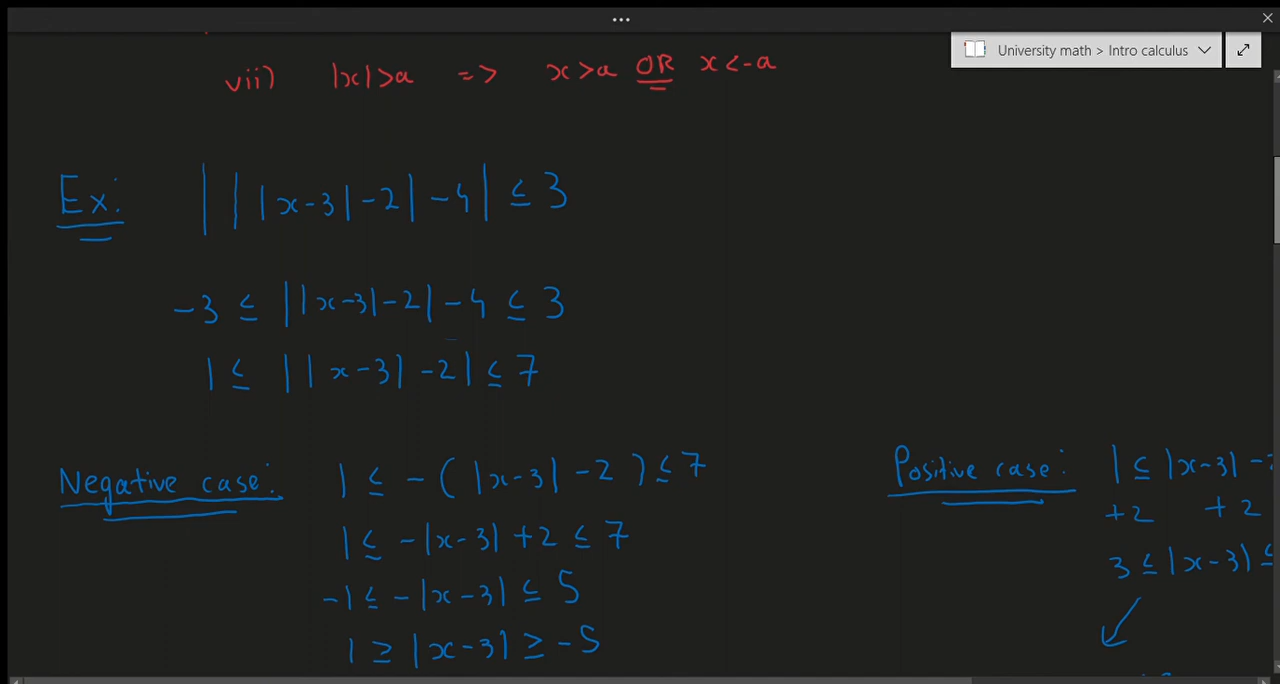 University math > Intro calculus
vii) |x|>a => x>a OR x<-a
Ex: | | |x-3|-2| -4| ≤ 3
-3 ≤ ||x-3|-2| -4 ≤ 3
1 ≤ ||x-3| -2| ≤ 7
Negative case: 1 ≤ -(|x-3| -2) ≤ 7
1 ≤ -|x-3| +2 ≤ 7
-1 ≤ -|x-3| ≤ 5
1 ≥ |x-3| ≥ -5
Positive case: 1 ≤ |x-3| -
+2 +2
3 ≤ |x-3| ≤